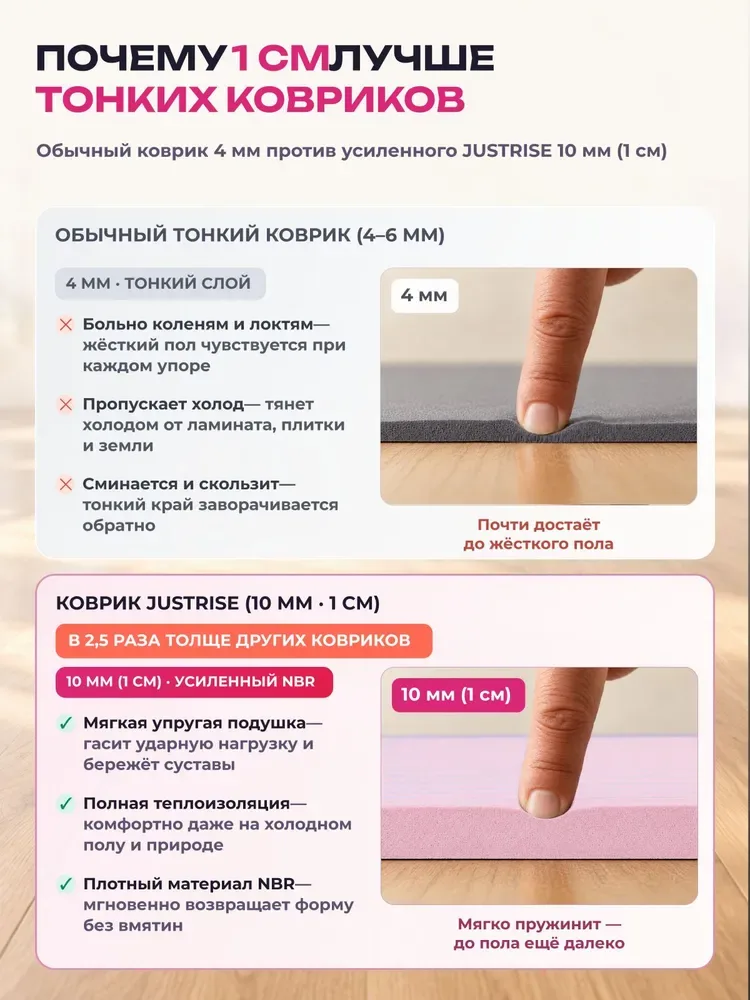 ПОЧЕМУ 1 СМ ЛУЧШЕ
ТОНКИХ КОВРИКОВ
Обычный коврик 4 мм против усиленного JUSTRISE 10 мм (1 см)
ОБЫЧНЫЙ ТОНКИЙ КОВРИК (4–6 ММ)
4 ММ · ТОНКИЙ СЛОЙ
Больно коленям и локтям—
жёсткий пол чувствуется при
каждом упоре
Пропускает холод— тянет
холодом от ламината, плитки
и земли
Сминается и скользит—
тонкий край заворачивается
обратно
4 мм
Почти достаёт
до жёсткого пола
КОВРИК JUSTRISE (10 ММ · 1 СМ)
В 2,5 РАЗА ТОЛЩЕ ДРУГИХ КОВРИКОВ
10 ММ (1 СМ) · УСИЛЕННЫЙ NBR
Мягкая упругая подушка—
гасит ударную нагрузку и
бережёт суставы
Полная теплоизоляция—
комфортно даже на холодном
полу и природе
Плотный материал NBR—
мгновенно возвращает форму
без вмятин
10 мм (1 см)
Мягко пружинит —
до пола ещё далеко